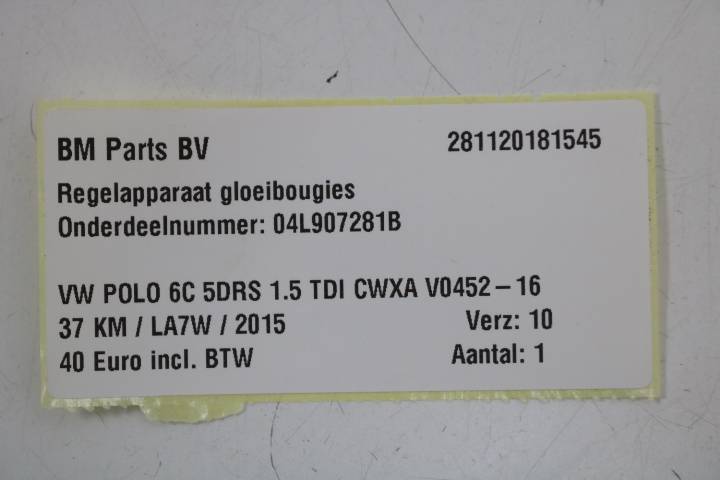 BM Parts BV 281120181545
Regelapparaat gloeibougies
Onderdeelnummer: 04L907281B
VW POLO 6C 5DRS 1.5 TDI CWXA V0452-16
37 KM / LA7W / 2015 Verz: 10
40 Euro incl. BTW Aantal: 1